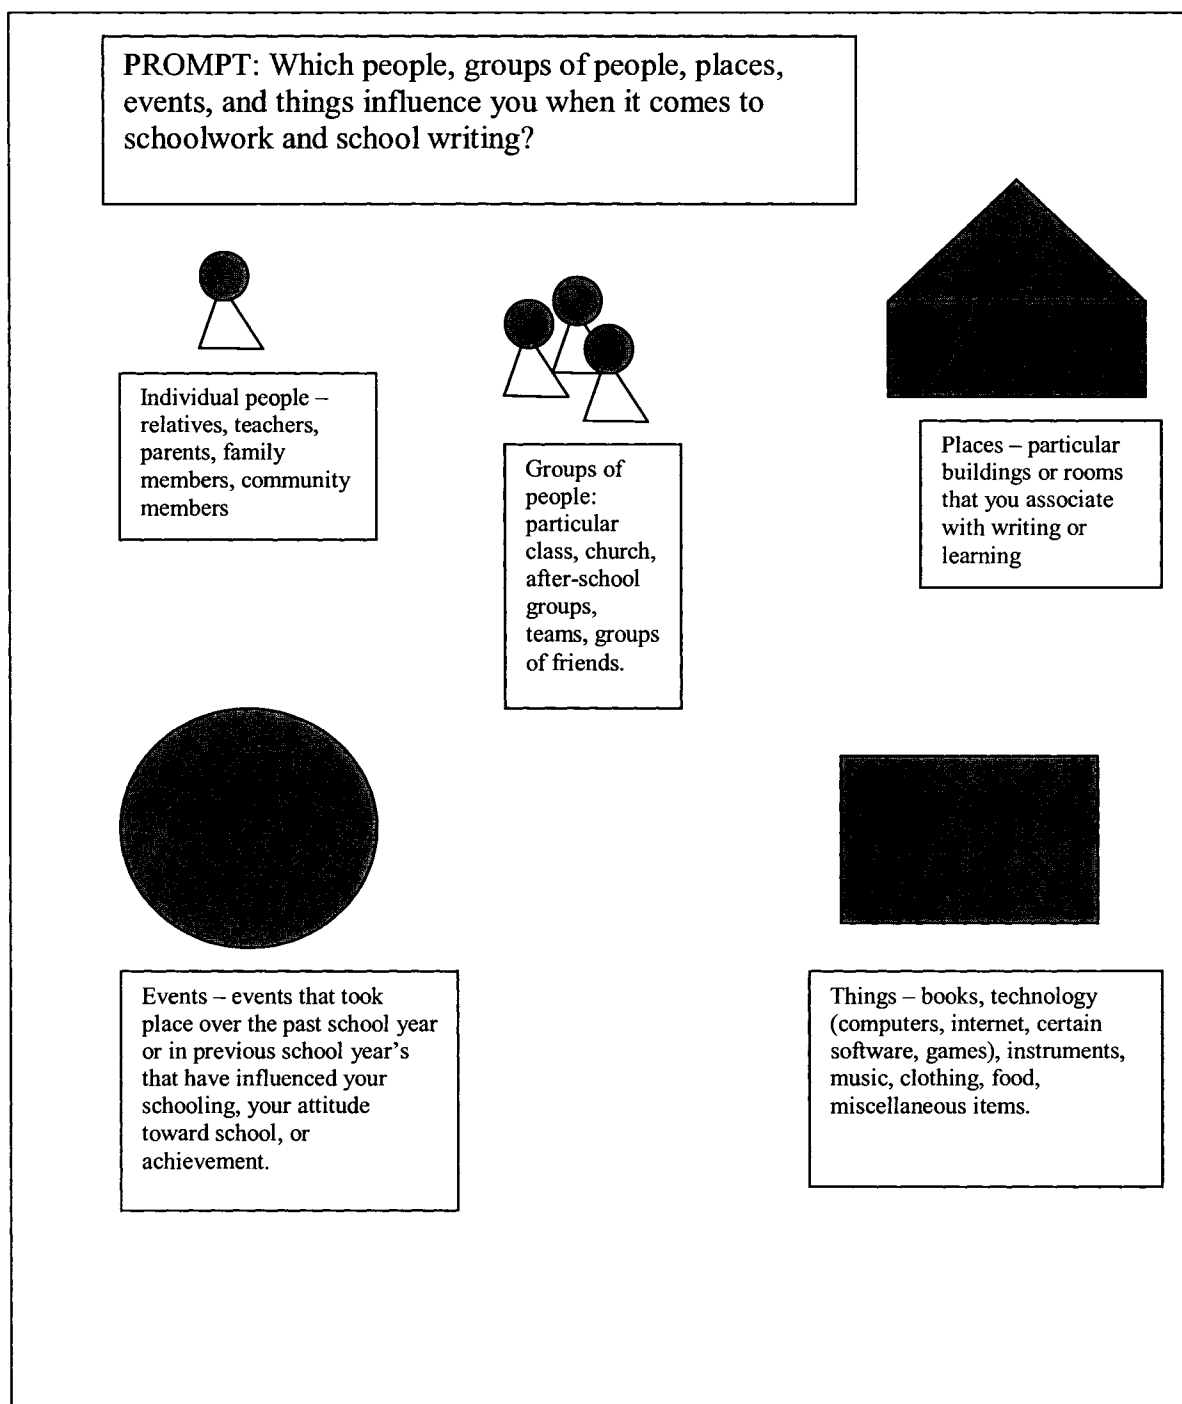 PROMPT: Which people, groups of people, places,
events, and things influence you when it comes to
schoolwork and school writing?
Individual people –
relatives, teachers,
parents, family
members, community
members
Groups of
people:
particular
class, church,
after-school
groups,
teams, groups
of friends.
Places – particular
buildings or rooms
that you associate
with writing or
learning
Events – events that took
place over the past school year
or in previous school year's
that have influenced your
schooling, your attitude
toward school, or
achievement.
Things – books, technology
(computers, internet, certain
software, games), instruments,
music, clothing, food,
miscellaneous items.